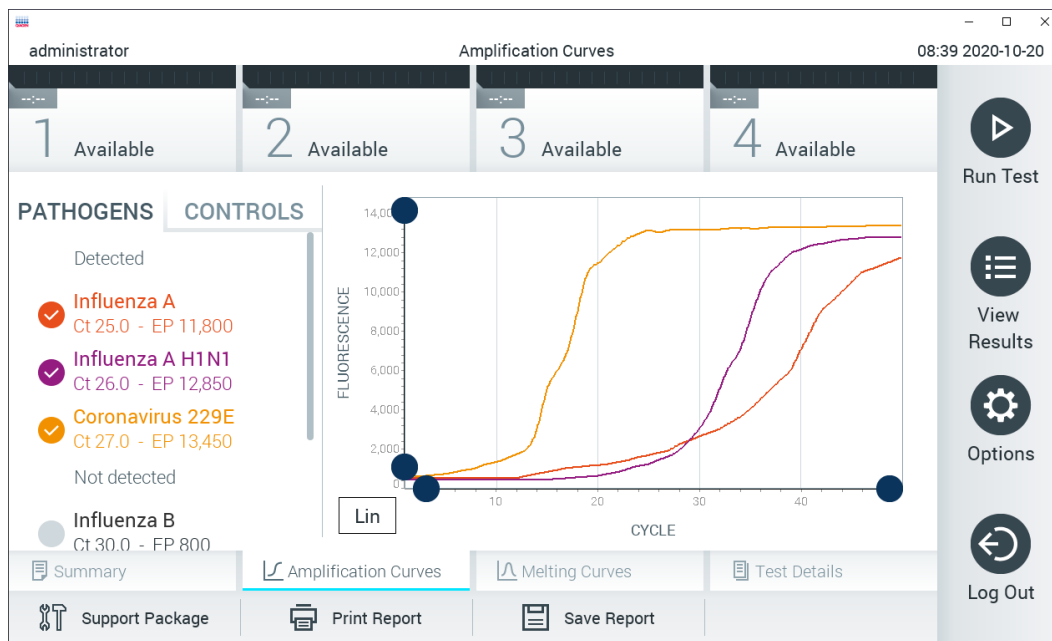 administrator
Amplification Curves
08:39 2020-10-20
--:--
1 Available
--:--
2 Available
--:--
3 Available
--:--
4 Available
PATHOGENS
CONTROLS
Detected
Influenza A
Ct 25.0 - EP 11,800
Influenza A H1N1
Ct 26.0 - EP 12,850
Coronavirus 229E
Ct 27.0 - EP 13,450
Not detected
Influenza B
Ct 30.0 - EP 800
FLUORESCENCE
14,00
12,000
10,000
8,000
6,000
4,000
2,000
0
10
20
30
40
CYCLE
Lin
Run Test
View
Results
Options
Log Out
Summary
Amplification Curves
Melting Curves
Test Details
Support Package
Print Report
Save Report